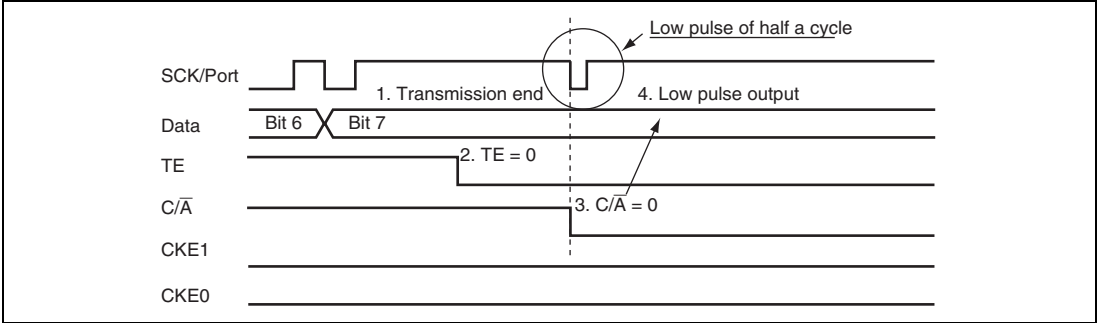 Low pulse of half a cycle
SCK/Port
1. Transmission end
4. Low pulse output
Data
Bit 6
Bit 7
TE
2. TE = 0
C/A̅
3. C/A̅ = 0
CKE1
CKE0